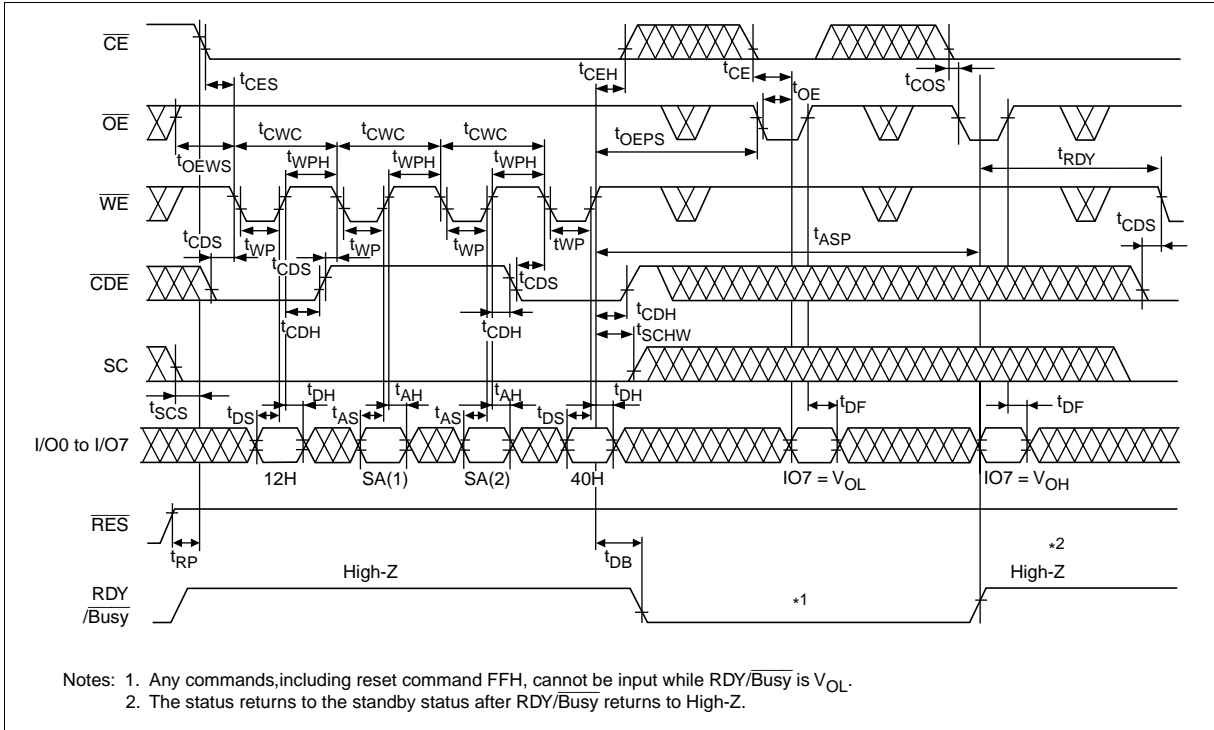 CE
tCES
tCEH
tCE
tOE
tCOS
OE
tOEWS
tCWC
tCWC
tCWC
tWPH
tWPH
tWPH
tOEPS
tRDY
WE
tCDS
tWP
tCDS
tWP
tWP
tWP
tCDS
tASP
tCDS
CDE
tCDH
tCDH
tCDH
tSCHW
SC
tSCS
tDS
tDH
tAS
tAH
tAS
tAH
tDS
tDH
tDF
tDF
I/O0 to I/O7
12H
SA(1)
SA(2)
40H
IO7 = VOL
IO7 = VOH
RES
tRP
tDB
*2
High-Z
High-Z
RDY
/Busy
*1
Notes: 1. Any commands,including reset command FFH, cannot be input while RDY/Busy is VOL.
2. The status returns to the standby status after RDY/Busy returns to High-Z.